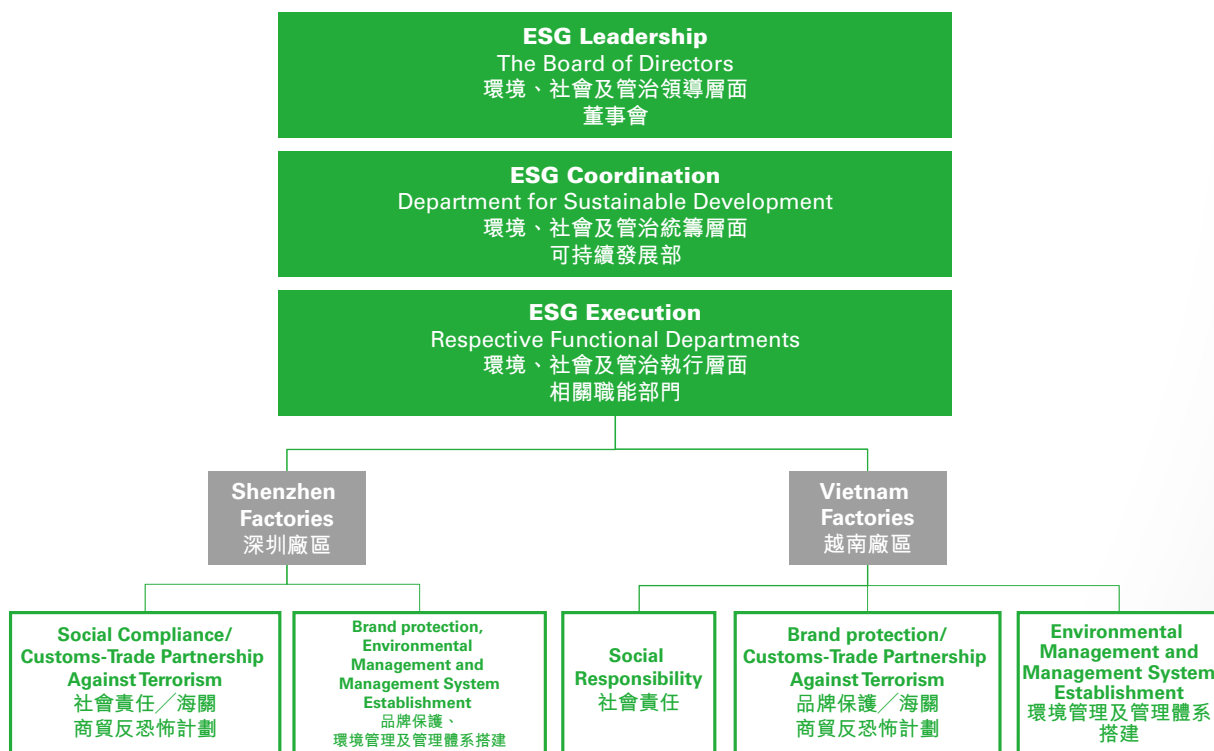 ESG Leadership
The Board of Directors
環境、社會及管治領導層面
董事會
ESG Coordination
Department for Sustainable Development
環境、社會及管治統籌層面
可持續發展部
ESG Execution
Respective Functional Departments
環境、社會及管治執行層面
相關職能部門
Shenzhen
Factories
深圳廠區
Vietnam
Factories
越南廠區
Social Compliance/
Customs-Trade Partnership
Against Terrorism
社會責任╱海關
商貿反恐怖計劃
Brand protection,
Environmental
Management and
Management System
Establishment
品牌保護、
環境管理及管理體系搭建
Social
Responsibility
社會責任
Brand protection/
Customs-Trade Partnership
Against Terrorism
品牌保護╱海關
商貿反恐怖計劃
Environmental
Management and
Management System
Establishment
環境管理及管理體系
搭建